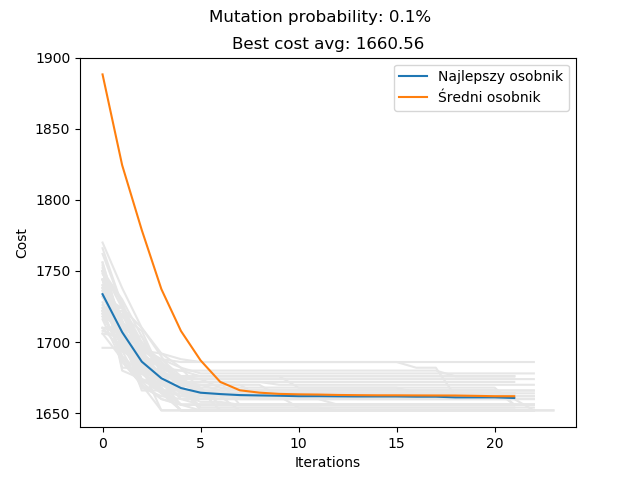 Mutation probability: 0.1%
Best cost avg: 1660.56
1900
1850
1800
1750
1700
1650
Cost
Najlepszy osobnik
Średni osobnik
0
5
10
15
20
Iterations